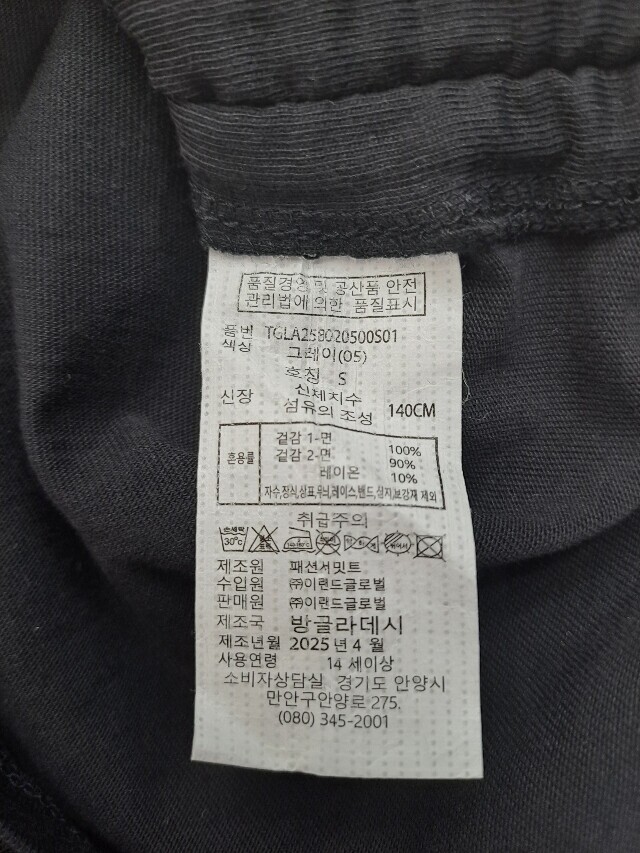 품질경영 및 공산품 안전
관리법에 의한 품질표시
품번 TGLA258020500S01
색상 그레이(05)
호칭 S
신체치수
신장 140CM
섬유의 조성
혼용률
겉감 1-면 100%
겉감 2-면 90%
레이온 10%
자수,장식,상표,무늬,레이스,밴드,심지,보강재 제외
취급주의
손세탁
30℃
제조원 패션서밋트
수입원 ㈜이랜드글로벌
판매원 ㈜이랜드글로벌
제조국 방글라데시
제조년월 2025 년 4 월
사용연령 14 세이상
소비자상담실 경기도 안양시
만안구안양로 275.
(080) 345-2001